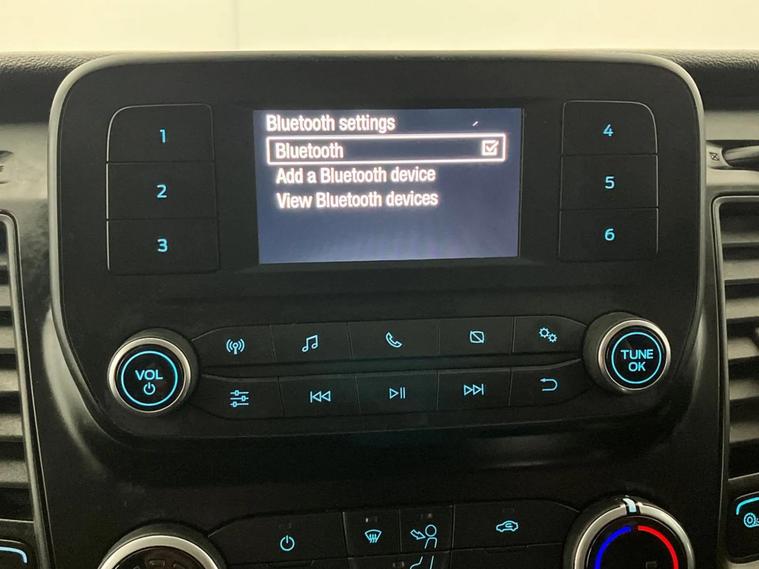 Bluetooth settings
Bluetooth
Add a Bluetooth device
View Bluetooth devices
1
2
3
4
5
6
VOL
TUNE
OK